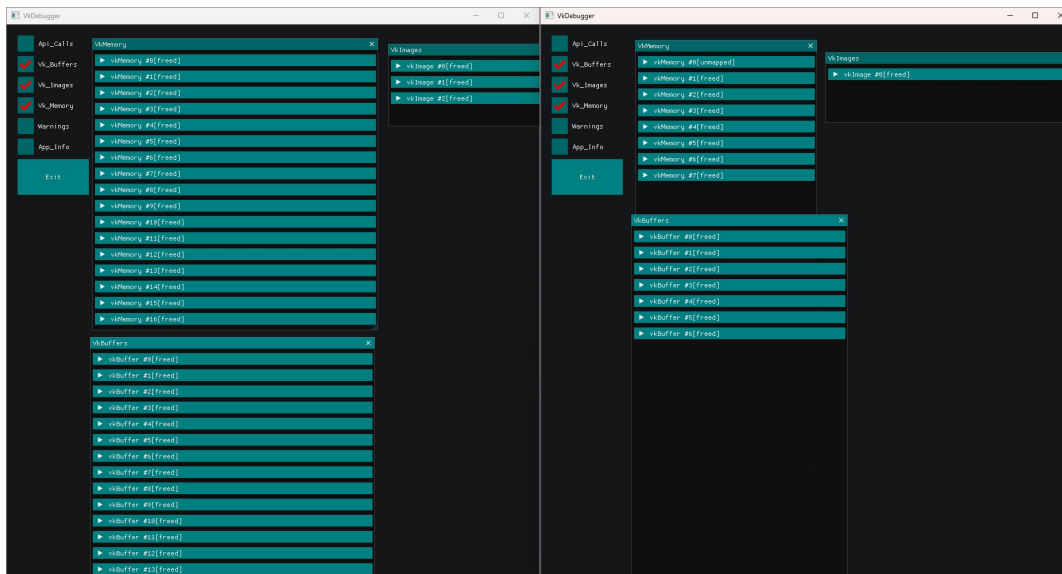 VkDebugger
Api_Calls
Vk_Buffers
Vk_Images
Vk_Memory
Warnings
App_Info
Exit
VkMemory
vkMemory #0[freed]
vkMemory #1[freed]
vkMemory #2[freed]
vkMemory #3[freed]
vkMemory #4[freed]
vkMemory #5[freed]
vkMemory #6[freed]
vkMemory #7[freed]
vkMemory #8[freed]
vkMemory #9[freed]
vkMemory #10[freed]
vkMemory #11[freed]
vkMemory #12[freed]
vkMemory #13[freed]
vkMemory #14[freed]
vkMemory #15[freed]
vkMemory #16[freed]
VkImages
vkImage #0[freed]
vkImage #1[freed]
vkImage #2[freed]
VkBuffers
vkBuffer #0[freed]
vkBuffer #1[freed]
vkBuffer #2[freed]
vkBuffer #3[freed]
vkBuffer #4[freed]
vkBuffer #5[freed]
vkBuffer #6[freed]
vkBuffer #7[freed]
vkBuffer #8[freed]
vkBuffer #9[freed]
vkBuffer #10[freed]
vkBuffer #11[freed]
vkBuffer #12[freed]
vkBuffer #13[freed]
VkDebugger
Api_Calls
Vk_Buffers
Vk_Images
Vk_Memory
Warnings
App_Info
Exit
VkMemory
vkMemory #0[unmapped]
vkMemory #1[freed]
vkMemory #2[freed]
vkMemory #3[freed]
vkMemory #4[freed]
vkMemory #5[freed]
vkMemory #6[freed]
vkMemory #7[freed]
VkImages
vkImage #0[freed]
VkBuffers
vkBuffer #0[freed]
vkBuffer #1[freed]
vkBuffer #2[freed]
vkBuffer #3[freed]
vkBuffer #4[freed]
vkBuffer #5[freed]
vkBuffer #6[freed]